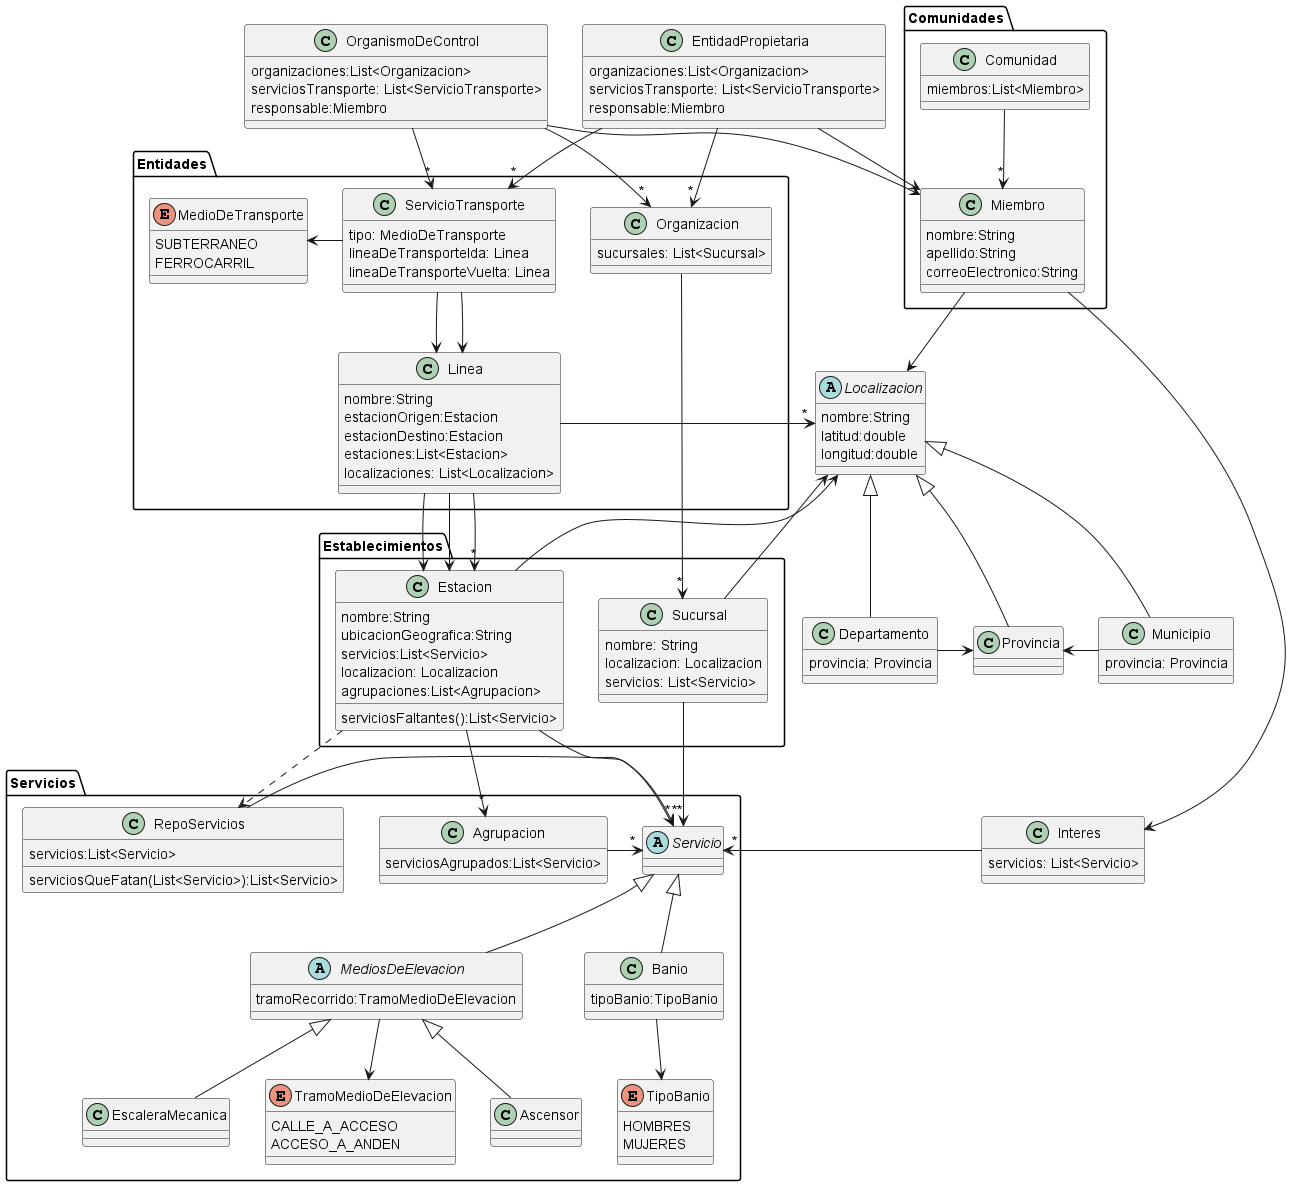 Comunidades
C OrganismoDeControl
organizaciones:List<Organizacion>
serviciosTransporte: List<ServicioTransporte>
responsable:Miembro
C EntidadPropietaria
organizaciones:List<Organizacion>
serviciosTransporte: List<ServicioTransporte>
responsable:Miembro
C Comunidad
miembros:List<Miembro>
Entidades
* * * *
*
E MedioDeTransporte
SUBTERRANEO
FERROCARRIL
C ServicioTransporte
tipo: MedioDeTransporte
lineaDeTransporteIda: Linea
lineaDeTransporteVuelta: Linea
C Organizacion
sucursales: List<Sucursal>
C Miembro
nombre:String
apellido:String
correoElectronico:String
C Linea
nombre:String
estacionOrigen:Estacion
estacionDestino:Estacion
estaciones:List<Estacion>
localizaciones: List<Localizacion>
*
A Localizacion
nombre:String
latitud:double
longitud:double
Establecimientos
*
*
C Estacion
nombre:String
ubicacionGeografica:String
servicios:List<Servicio>
localizacion: Localizacion
agrupaciones:List<Agrupacion>
serviciosFaltantes():List<Servicio>
C Sucursal
nombre: String
localizacion: Localizacion
servicios: List<Servicio>
C Departamento
provincia: Provincia
C Provincia
C Municipio
provincia: Provincia
Servicios
*
* * *
C RepoServicios
servicios:List<Servicio>
serviciosQueFatan(List<Servicio>):List<Servicio>
C Agrupacion
serviciosAgrupados:List<Servicio>
*
A Servicio
*
C Interes
servicios: List<Servicio>
A MediosDeElevacion
tramoRecorrido:TramoMedioDeElevacion
C Banio
tipoBanio:TipoBanio
C EscaleraMecanica
E TramoMedioDeElevacion
CALLE_A_ACCESO
ACCESO_A_ANDEN
C Ascensor
E TipoBanio
HOMBRES
MUJERES